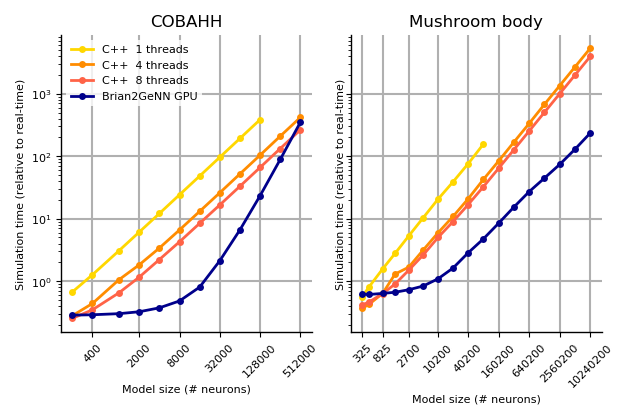 COBAHH
C++ 1 threads
C++ 4 threads
C++ 8 threads
Brian2GeNN GPU
Simulation time (relative to real-time)
10³
10²
10¹
10⁰
400
2000
8000
32000
128000
512000
Model size (# neurons)
Mushroom body
Simulation time (relative to real-time)
10³
10²
10¹
10⁰
325
825
2700
10200
40200
160200
640200
2560200
10240200
Model size (# neurons)